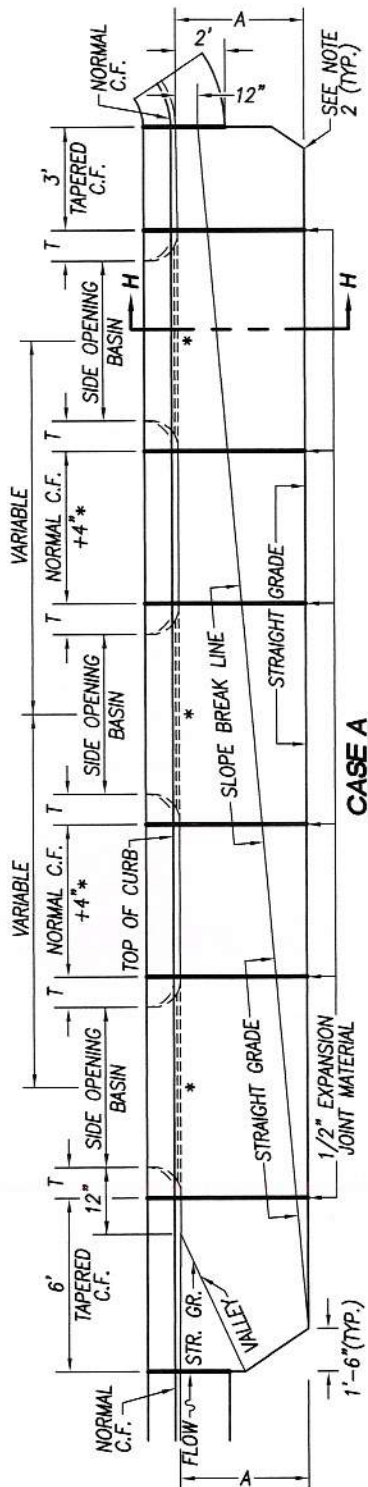 VARIABLE
VARIABLE
6'
TAPERED
C.F.
T
SIDE OPENING
BASIN
T
NORMAL C.F.
+4"*
T
SIDE OPENING
BASIN
T
NORMAL C.F.
+4"*
T
SIDE OPENING
BASIN
T
3'
TAPERED
C.F.
NORMAL
C.F.
12"
TOP OF CURB
H
NORMAL
C.F.
2'
12"
A
FLOW
STR. GR.
VALLEY
*
*
*
STRAIGHT GRADE
SLOPE BREAK LINE
STRAIGHT GRADE
H
SEE NOTE
2 (TYP.)
A
1'-6"(TYP.)
1/2" EXPANSION
JOINT MATERIAL
CASE A